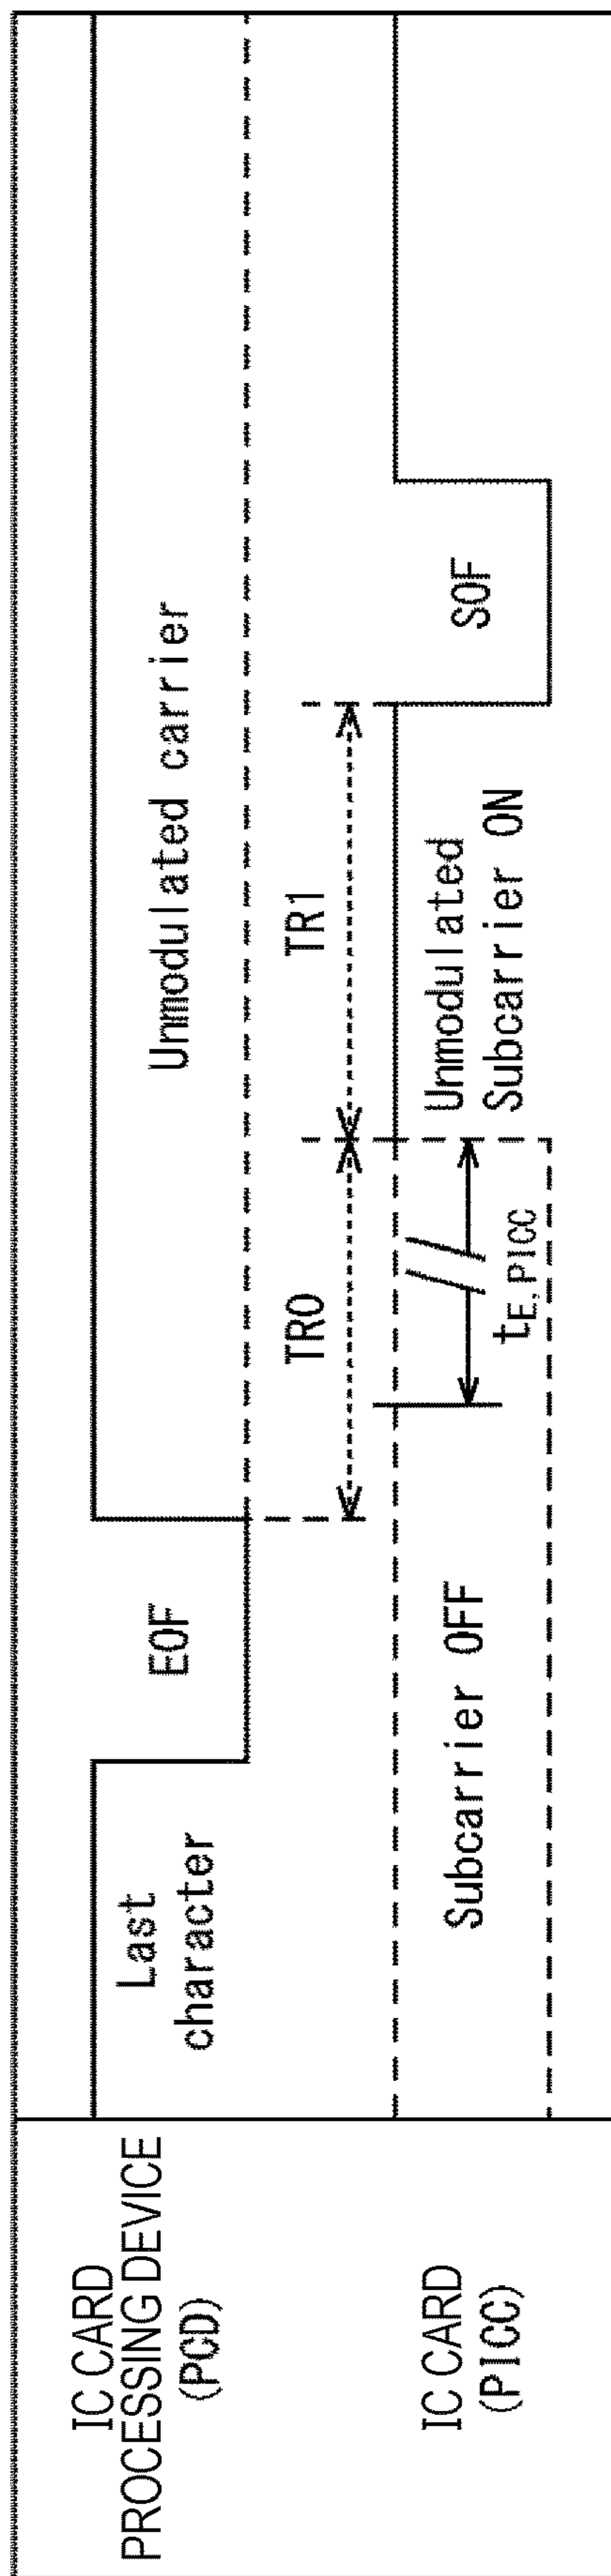 IC CARD
PROCESSING DEVICE
(PCD)
Last
character
EOF
Unmodulated carrier
TR0
TR1
IC CARD
(PICC)
Subcarrier OFF
tE, PICC
Unmodulated
Subcarrier ON
SOF